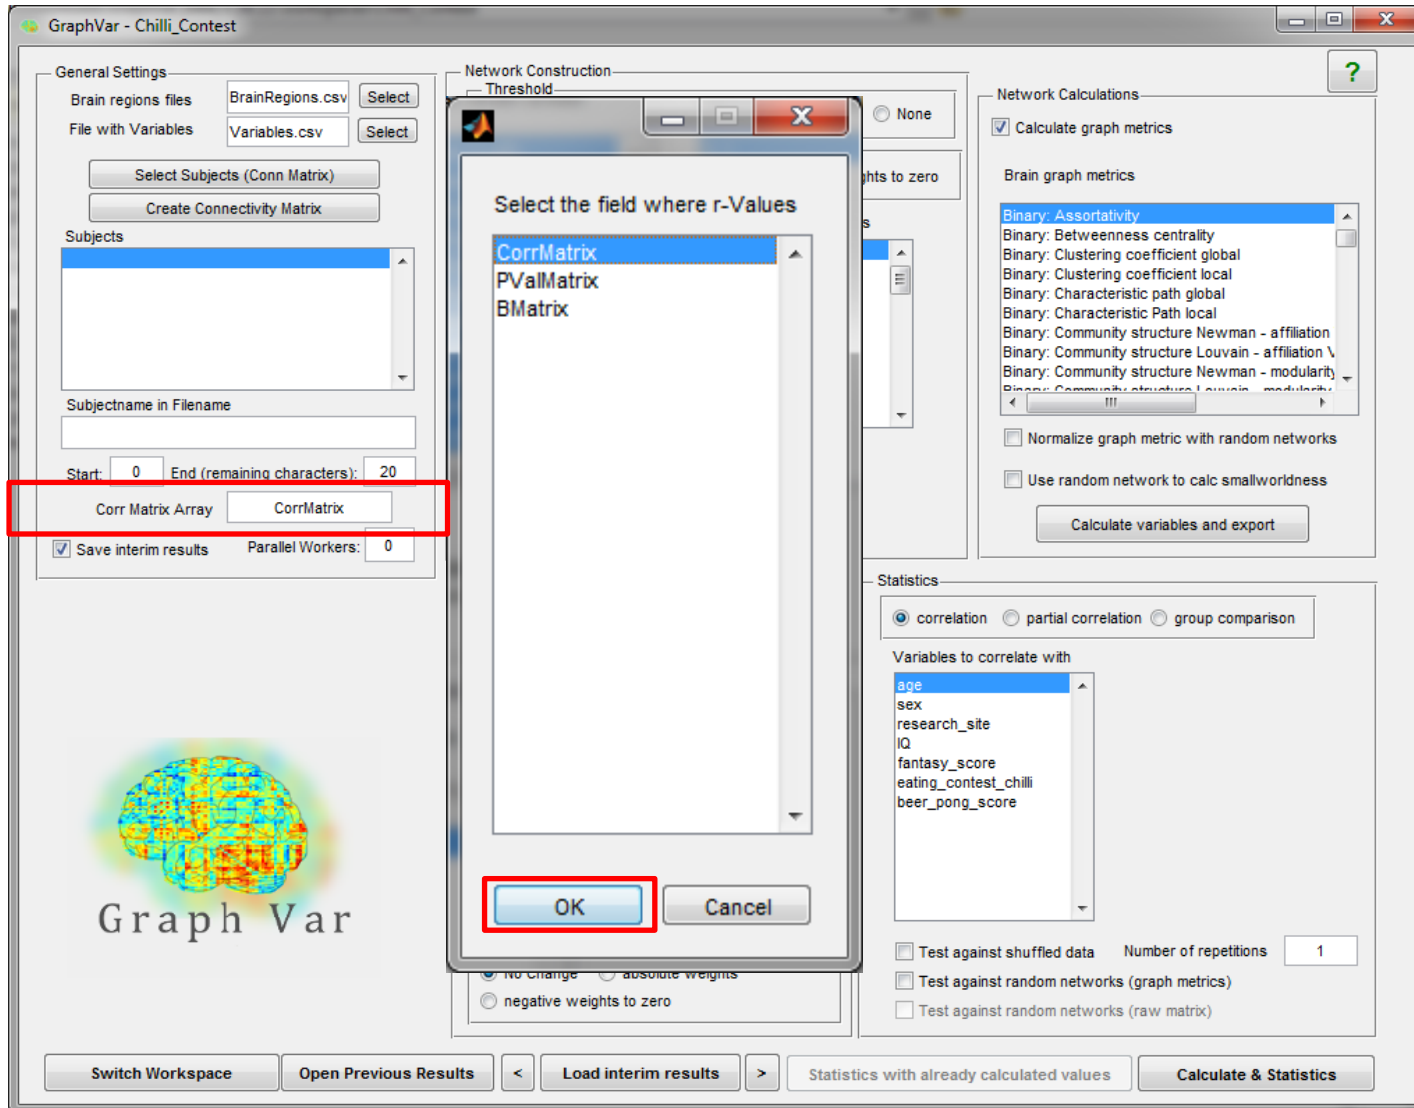 GraphVar - Chilli_Contest
General Settings
Brain regions files BrainRegions.csv Select
File with Variables Variables.csv Select
Select Subjects (Conn Matrix)
Create Connectivity Matrix
Subjects
Subjectname in Filename
Start: 0 End (remaining characters): 20
Corr Matrix Array CorrMatrix
Save interim results Parallel Workers: 0
Graph Var
Network Construction
Threshold
None
to zero
Select the field where r-Values
CorrMatrix
PValMatrix
BMatrix
OK Cancel
No Change absolute weights
negative weights to zero
?
Network Calculations
Calculate graph metrics
Brain graph metrics
Binary: Assortativity
Binary: Betweenness centrality
Binary: Clustering coefficient global
Binary: Clustering coefficient local
Binary: Characteristic path global
Binary: Characteristic Path local
Binary: Community structure Newman - affiliation
Binary: Community structure Louvain - affiliation V
Binary: Community structure Newman - modularity
Binary: Community structure Louvain - modularity
Normalize graph metric with random networks
Use random network to calc smallworldness
Calculate variables and export
Statistics
correlation partial correlation group comparison
Variables to correlate with
age
sex
research_site
IQ
fantasy_score
eating_contest_chilli
beer_pong_score
Test against shuffled data Number of repetitions 1
Test against random networks (graph metrics)
Test against random networks (raw matrix)
Switch Workspace Open Previous Results < Load interim results > Statistics with already calculated values Calculate & Statistics